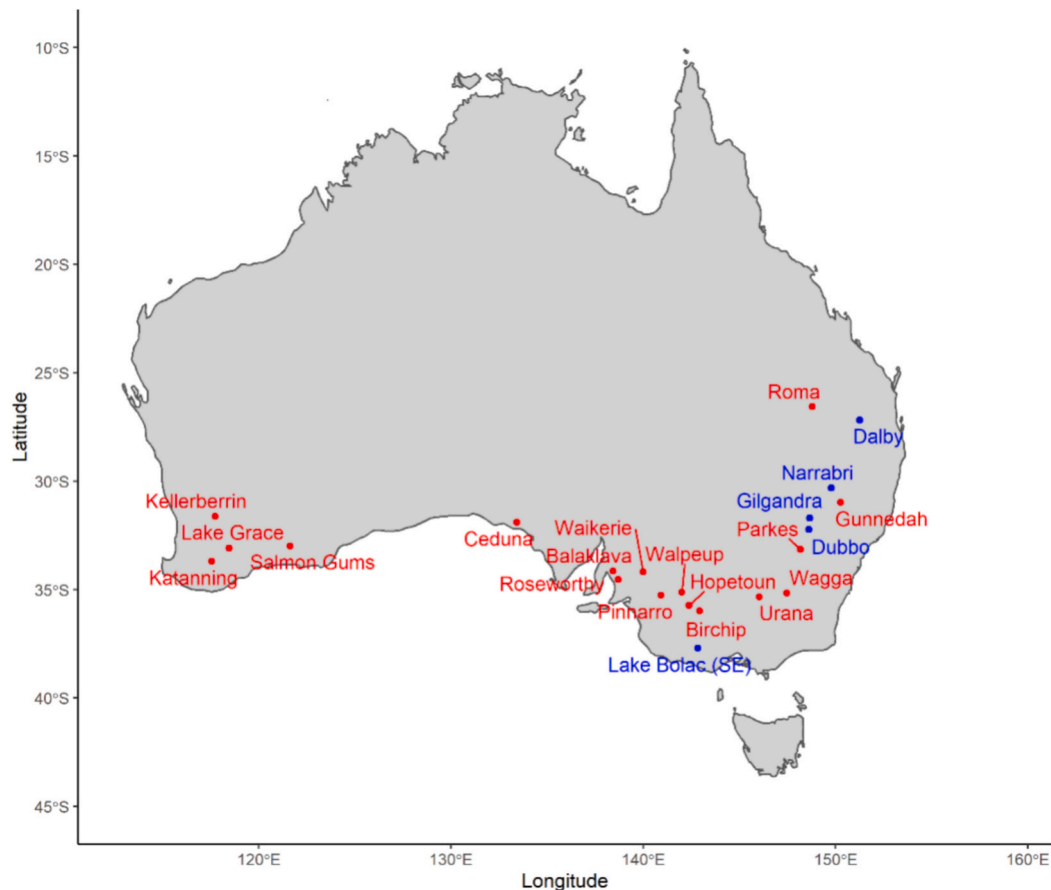 10°S
15°S
20°S
25°S
30°S
35°S
40°S
45°S
Latitude
Roma
Dalby
Narrabri
Kellerberrin
Gilgandra
Lake Grace
Waikerie
Parkes
Gunnedah
Ceduna
Dubbo
Balaklava
Walpeup
Salmon Gums
Katanning
Roseworthy
Hopetoun
Wagga
Pinnarro
Urana
Birchip
Lake Bolac (SE)
120°E
130°E
140°E
150°E
160°E
Longitude